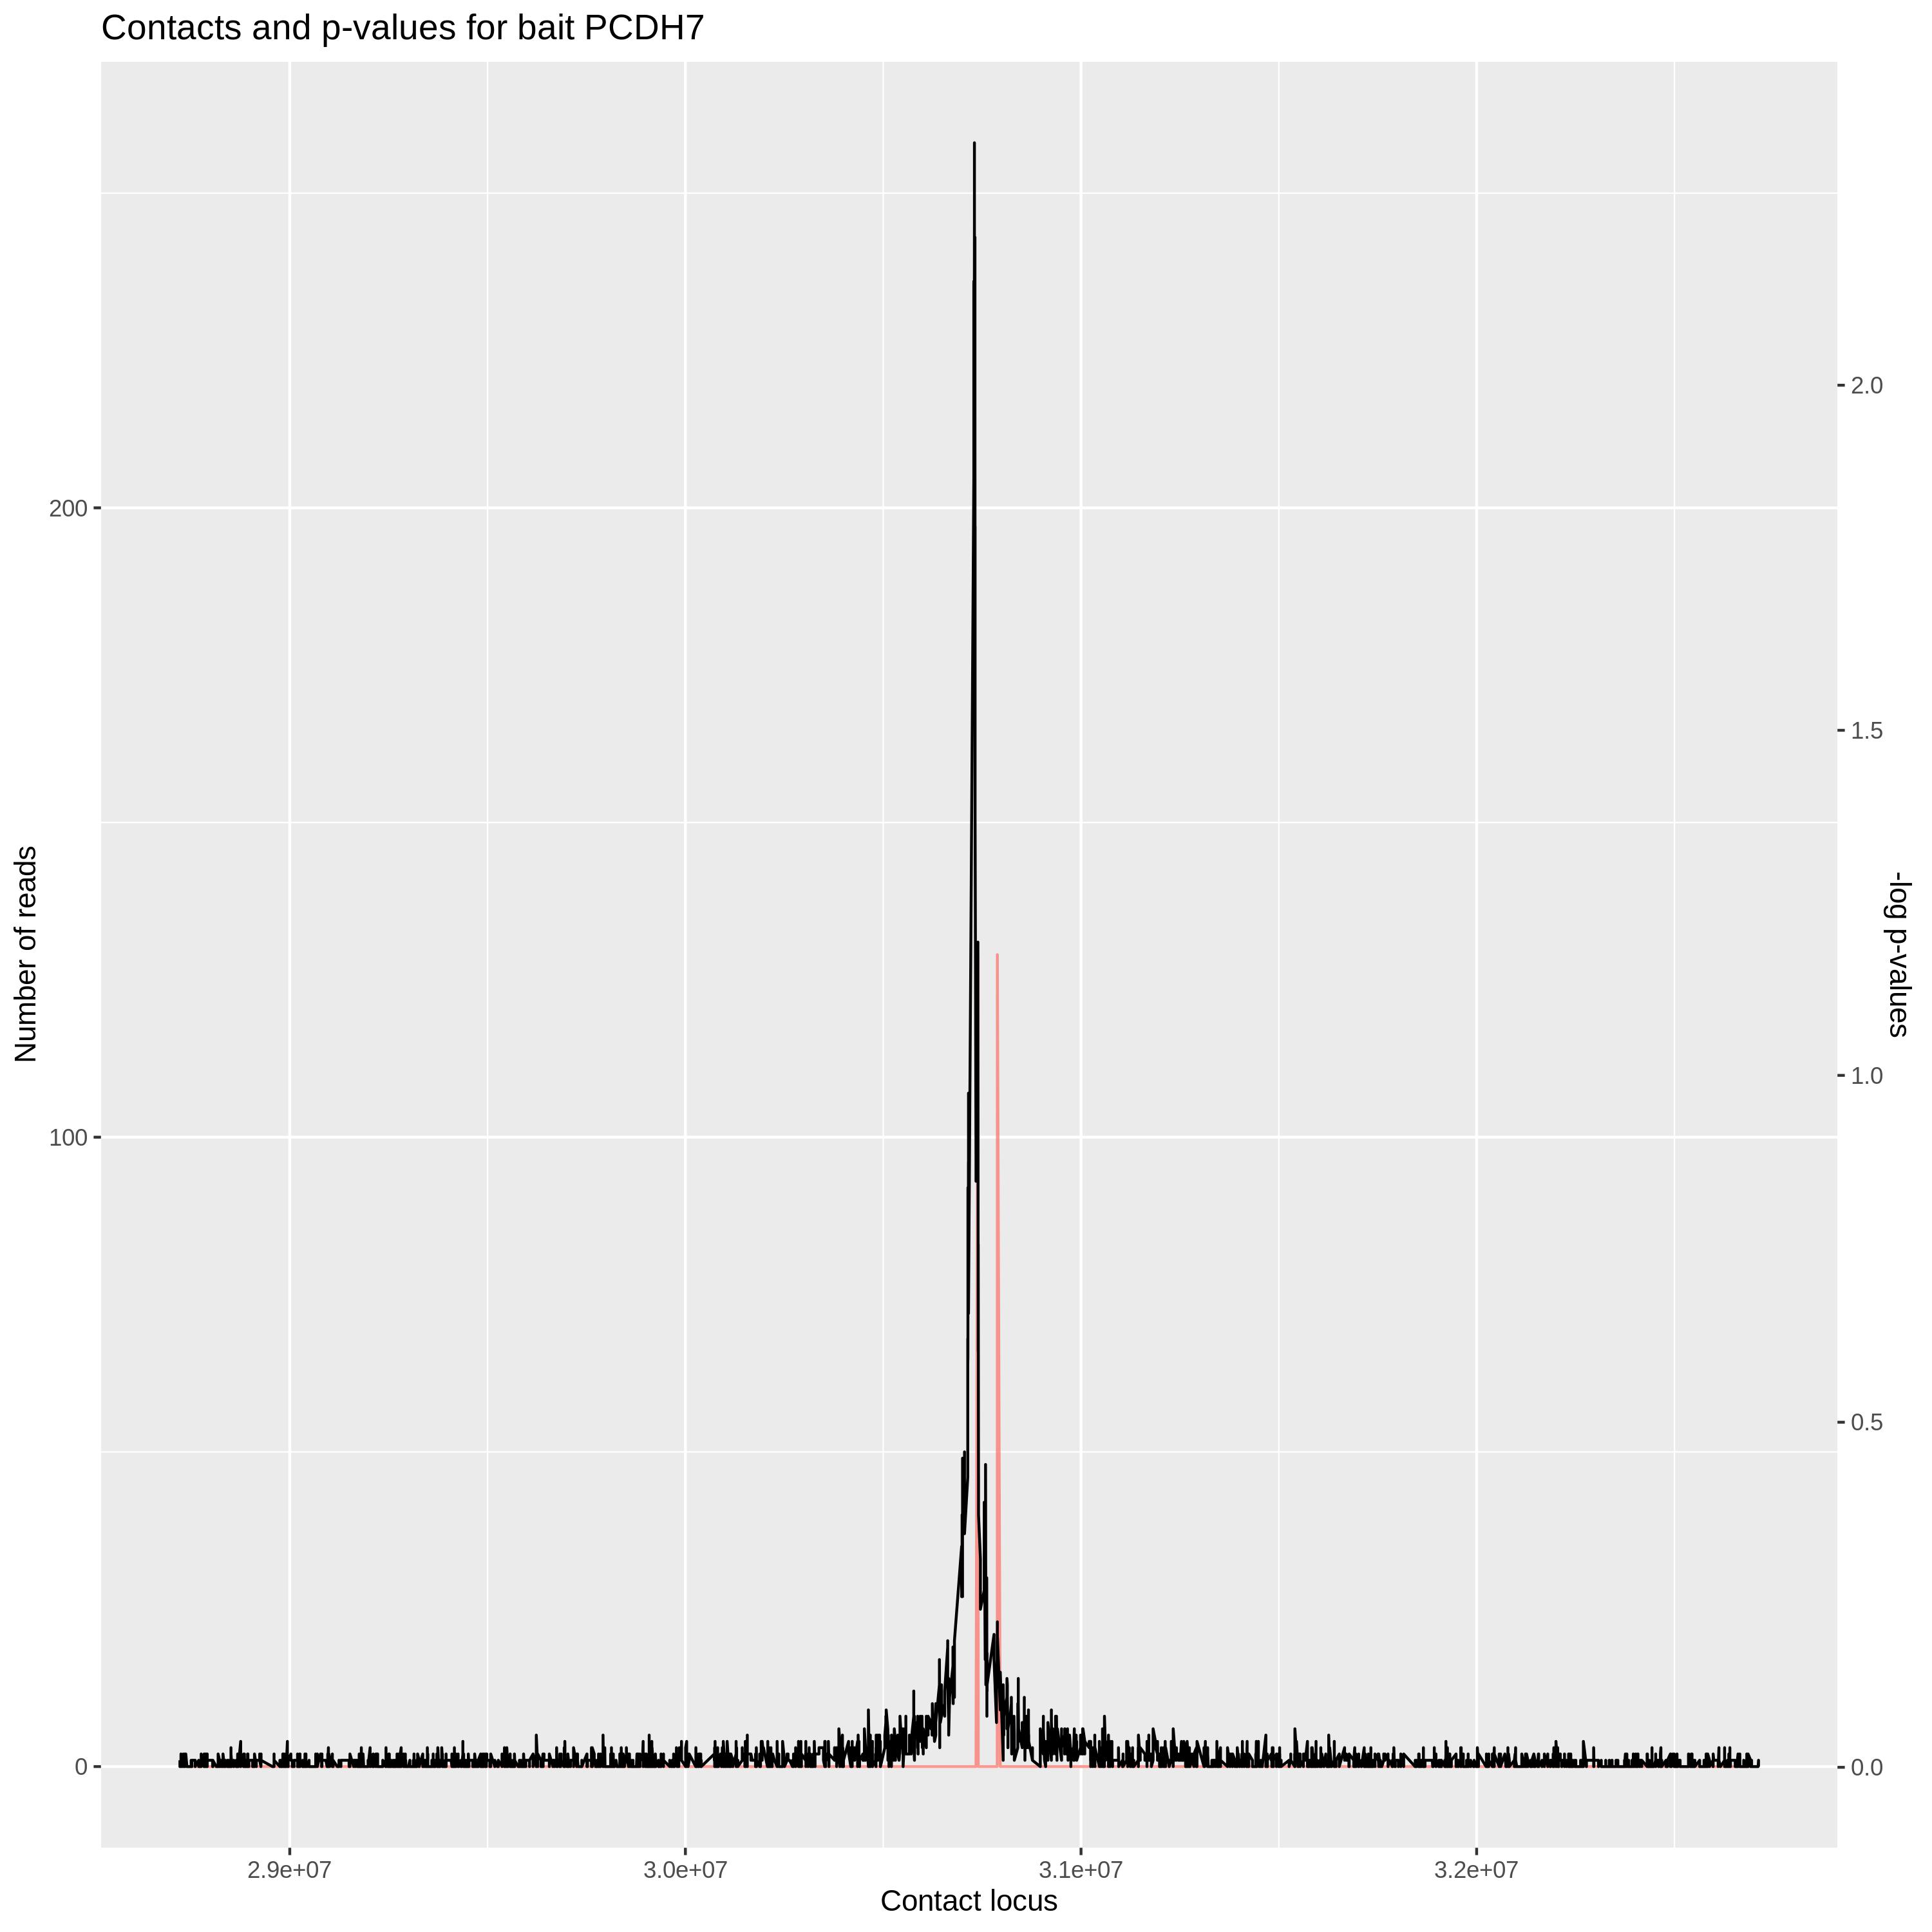 Contacts and p-values for bait PCDH7
Number of reads
200
100
0
2.0
1.5
1.0
0.5
0.0
-log p-values
2.9e+07 3.0e+07 3.1e+07 3.2e+07
Contact locus